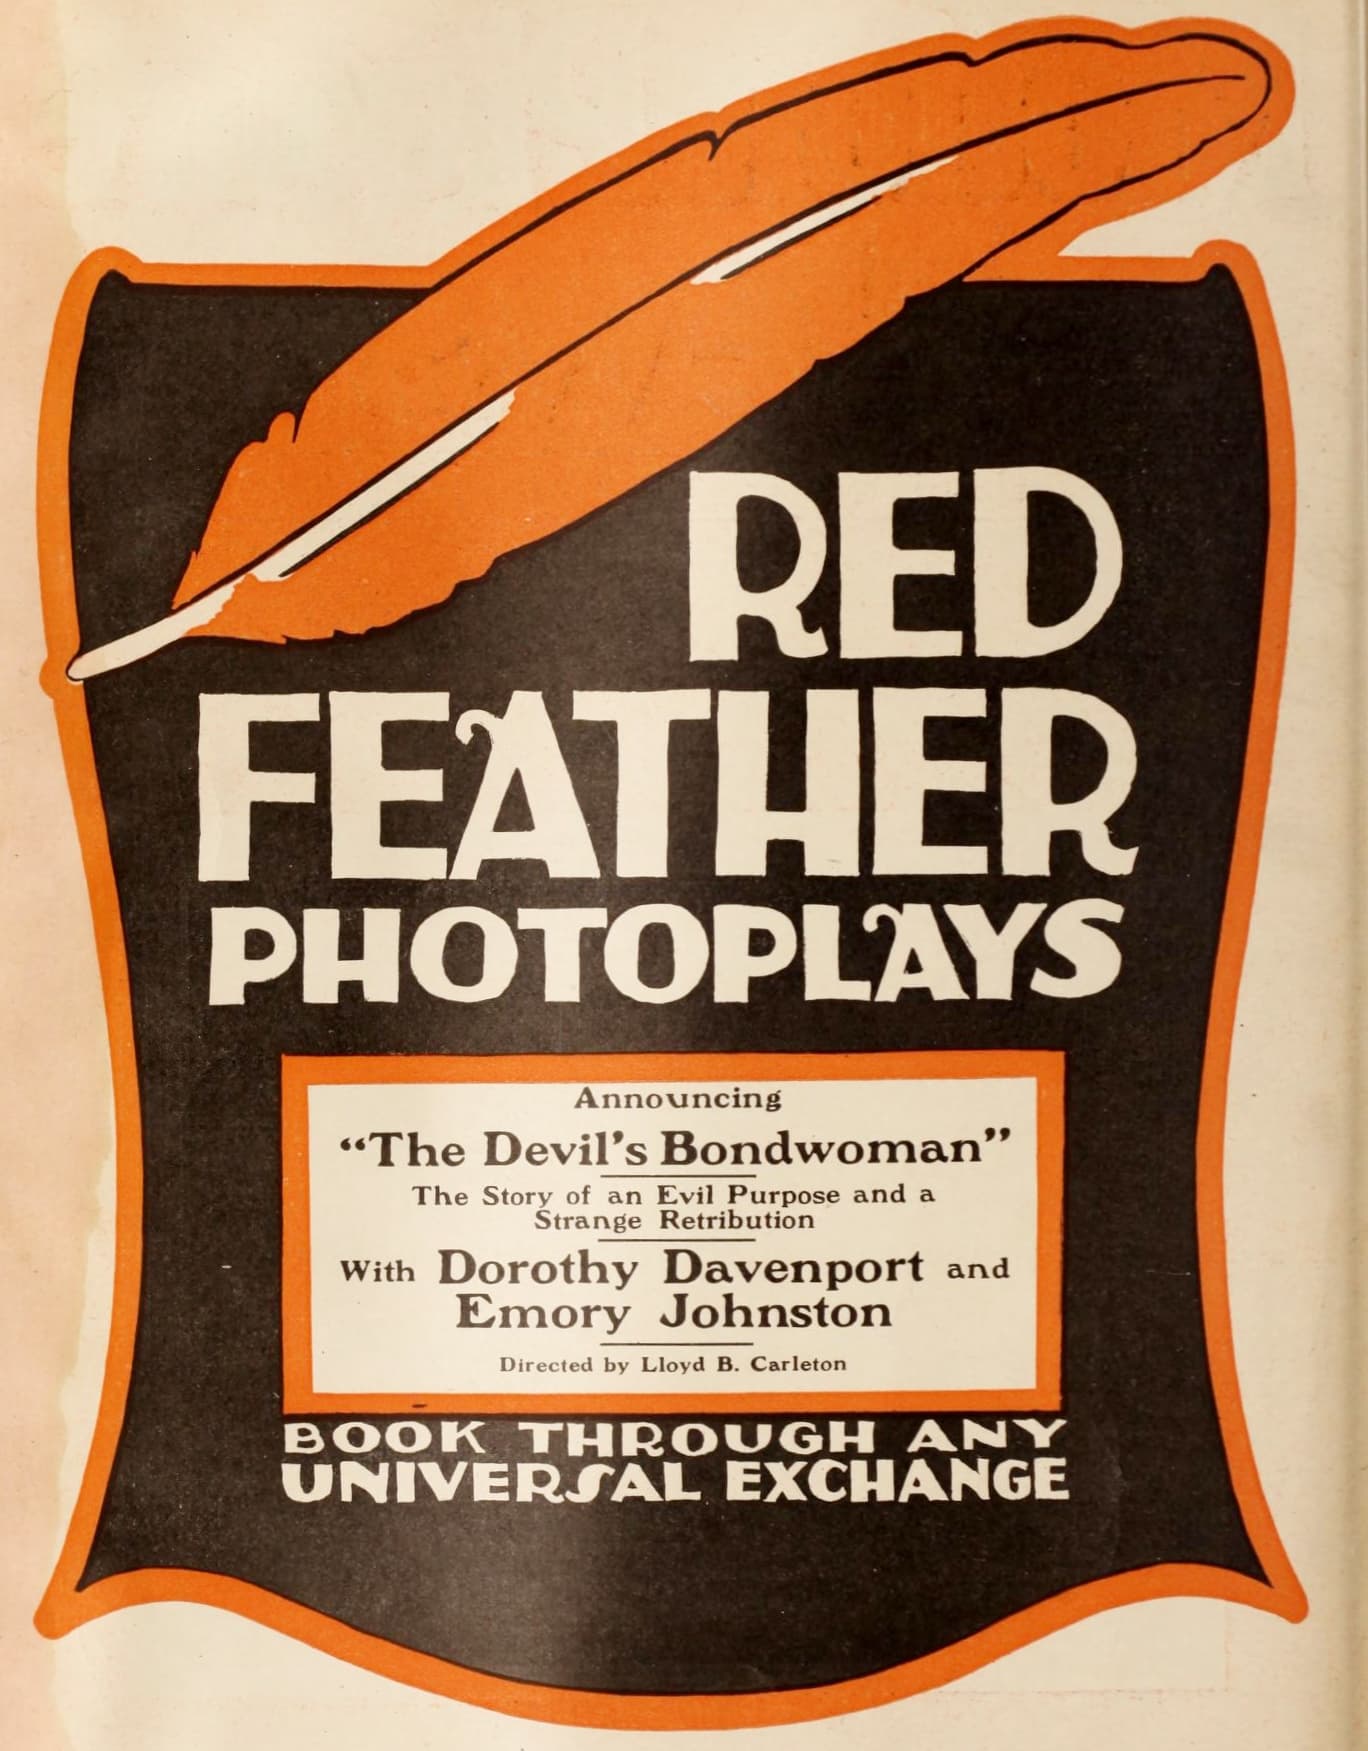 RED
FEATHER
PHOTOPLAYS
Announcing
“The Devil’s Bondwoman”
The Story of an Evil Purpose and a
Strange Retribution
With Dorothy Davenport and
Emory Johnston
Directed by Lloyd B. Carleton
BOOK THROUGH ANY
UNIVERSAL EXCHANGE